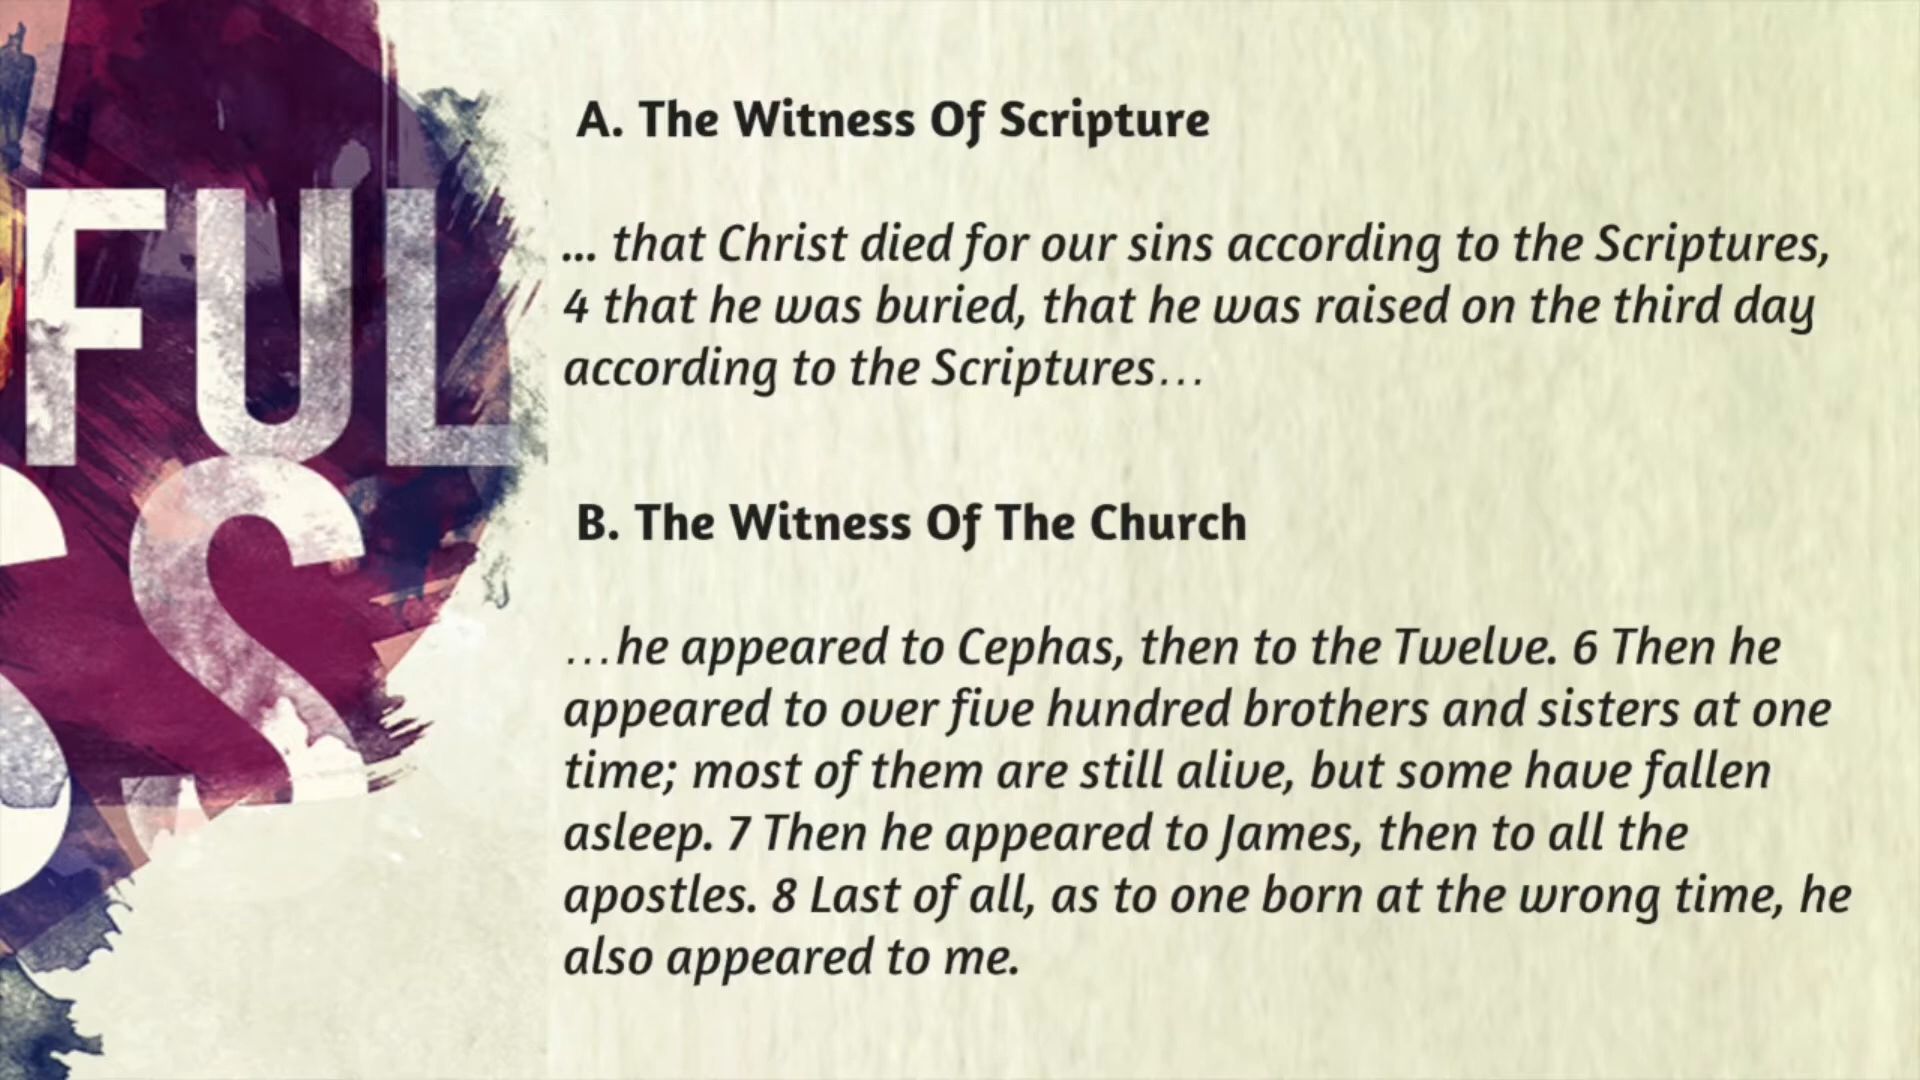 FUL
SS
A. The Witness Of Scripture
... that Christ died for our sins according to the Scriptures,
4 that he was buried, that he was raised on the third day
according to the Scriptures…
B. The Witness Of The Church
…he appeared to Cephas, then to the Twelve. 6 Then he
appeared to over five hundred brothers and sisters at one
time; most of them are still alive, but some have fallen
asleep. 7 Then he appeared to James, then to all the
apostles. 8 Last of all, as to one born at the wrong time, he
also appeared to me.